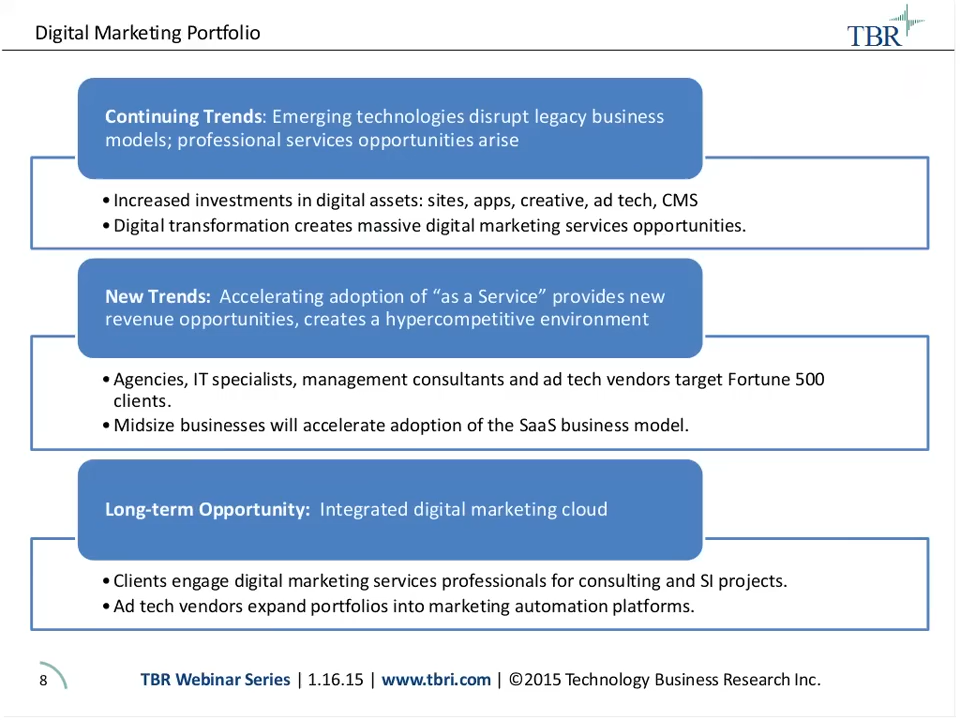 Digital Marketing Portfolio
TBR
Continuing Trends: Emerging technologies disrupt legacy business
models; professional services opportunities arise
•Increased investments in digital assets: sites, apps, creative, ad tech, CMS
•Digital transformation creates massive digital marketing services opportunities.
New Trends:  Accelerating adoption of “as a Service” provides new
revenue opportunities, creates a hypercompetitive environment
•Agencies, IT specialists, management consultants and ad tech vendors target Fortune 500
clients.
•Midsize businesses will accelerate adoption of the SaaS business model.
Long-term Opportunity:  Integrated digital marketing cloud
•Clients engage digital marketing services professionals for consulting and SI projects.
•Ad tech vendors expand portfolios into marketing automation platforms.
8
TBR Webinar Series | 1.16.15 | www.tbri.com | ©2015 Technology Business Research Inc.